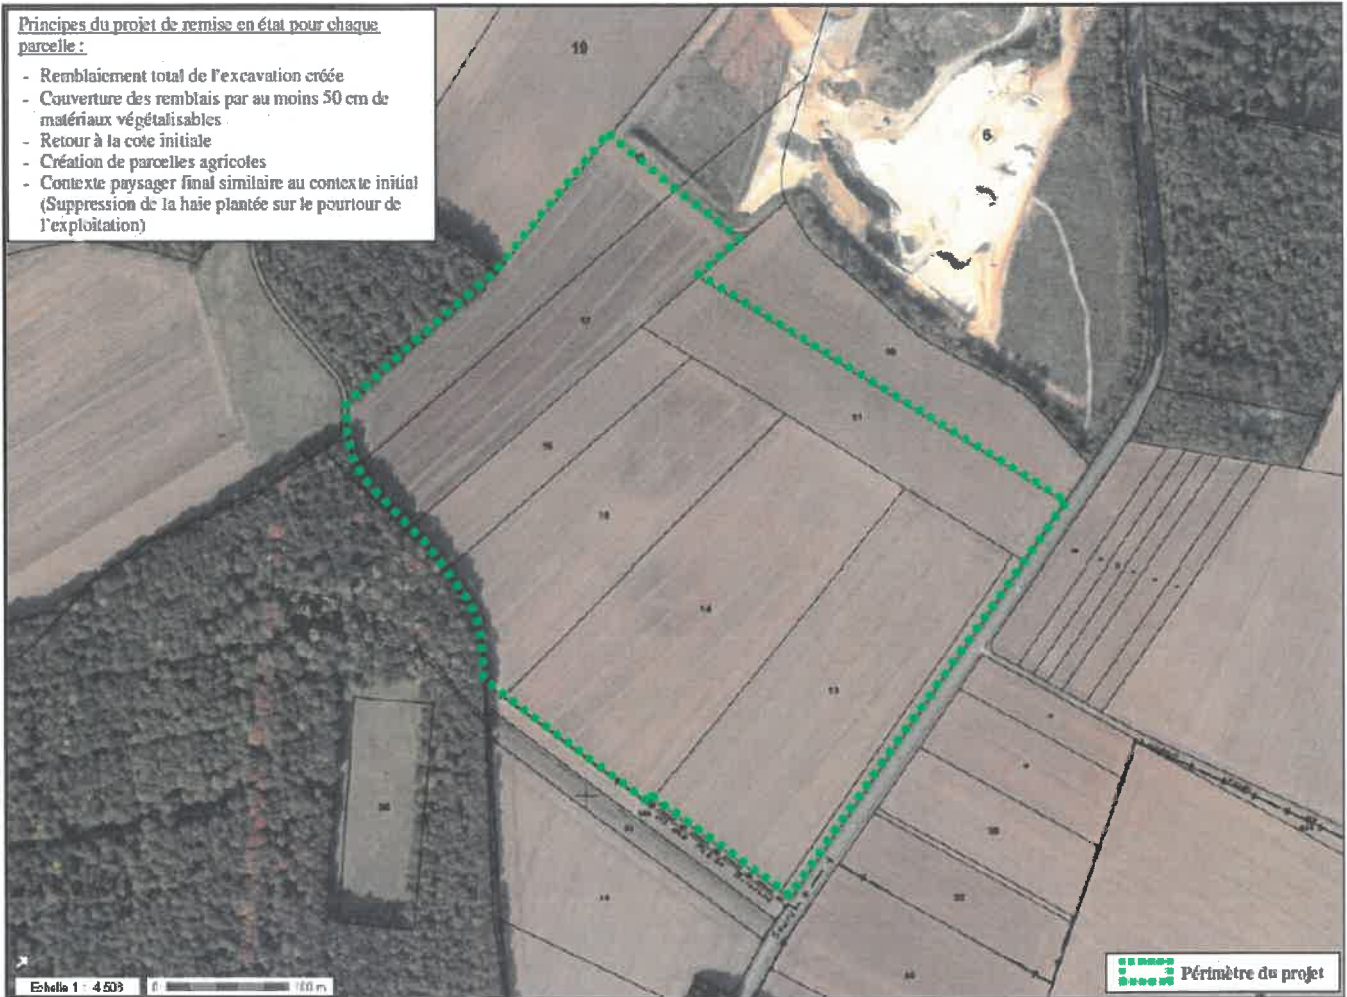 Principes du projet de remise en état pour chaque
parcelle :
- Remblaiement total de l'excavation créée
- Couverture des remblais par au moins 50 cm de
matériaux végétalisables
- Retour à la cote initiale
- Création de parcelles agricoles
- Contexte paysager final similaire au contexte initial
(Suppression de la haie plantée sur le pourtour de
l'exploitation)
19
6
17
11
14
13
Echelle 1 : 4 503
0
100 m
Périmètre du projet